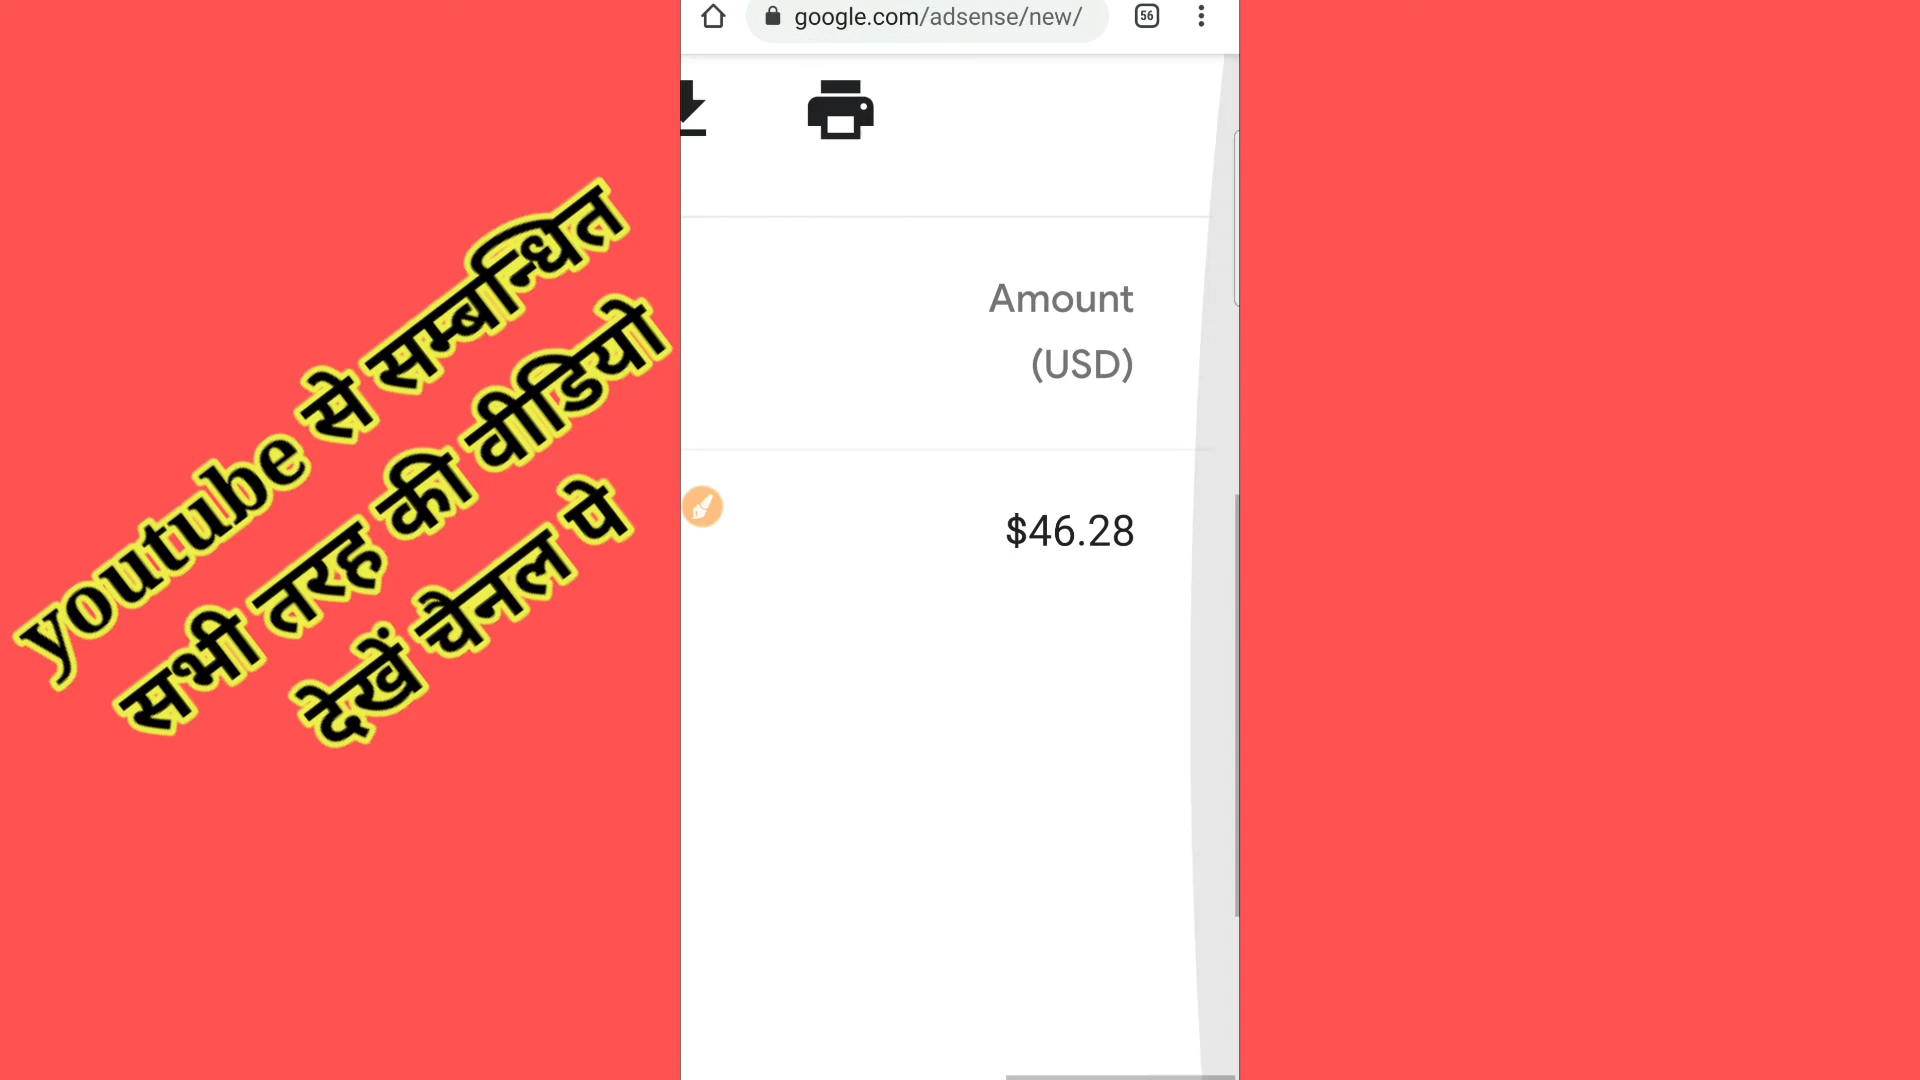 google.com/adsense/new/
56
Amount
(USD)
$46.28
youtube से सम्बन्धित
सभी तरह की वीडियो
देखें चैनल पे